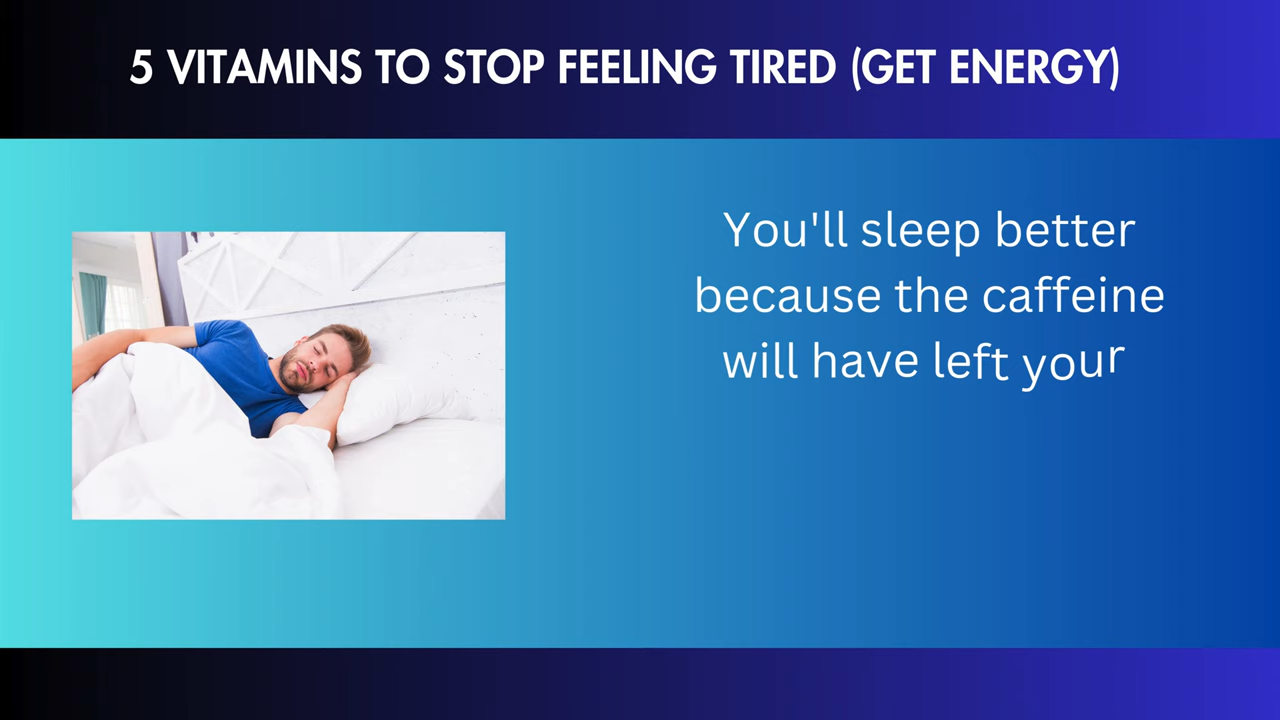 5 VITAMINS TO STOP FEELING TIRED (GET ENERGY)
You'll sleep better
because the caffeine
will have left your